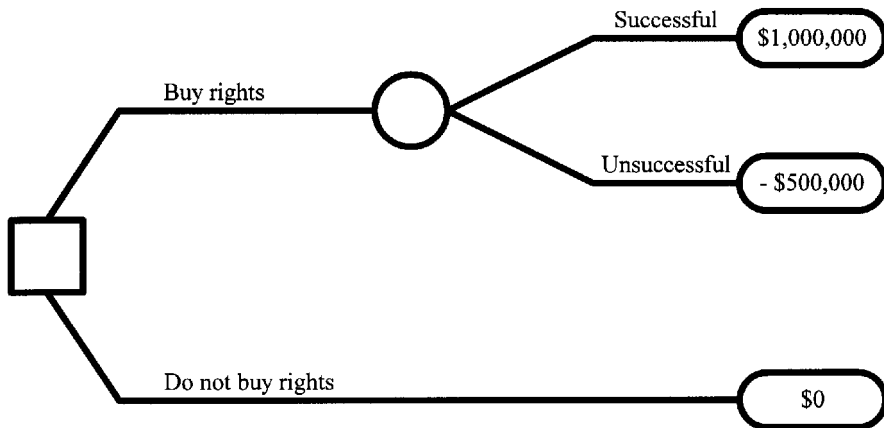 Successful
$1,000,000
Buy rights
Unsuccessful
- $500,000
Do not buy rights
$0